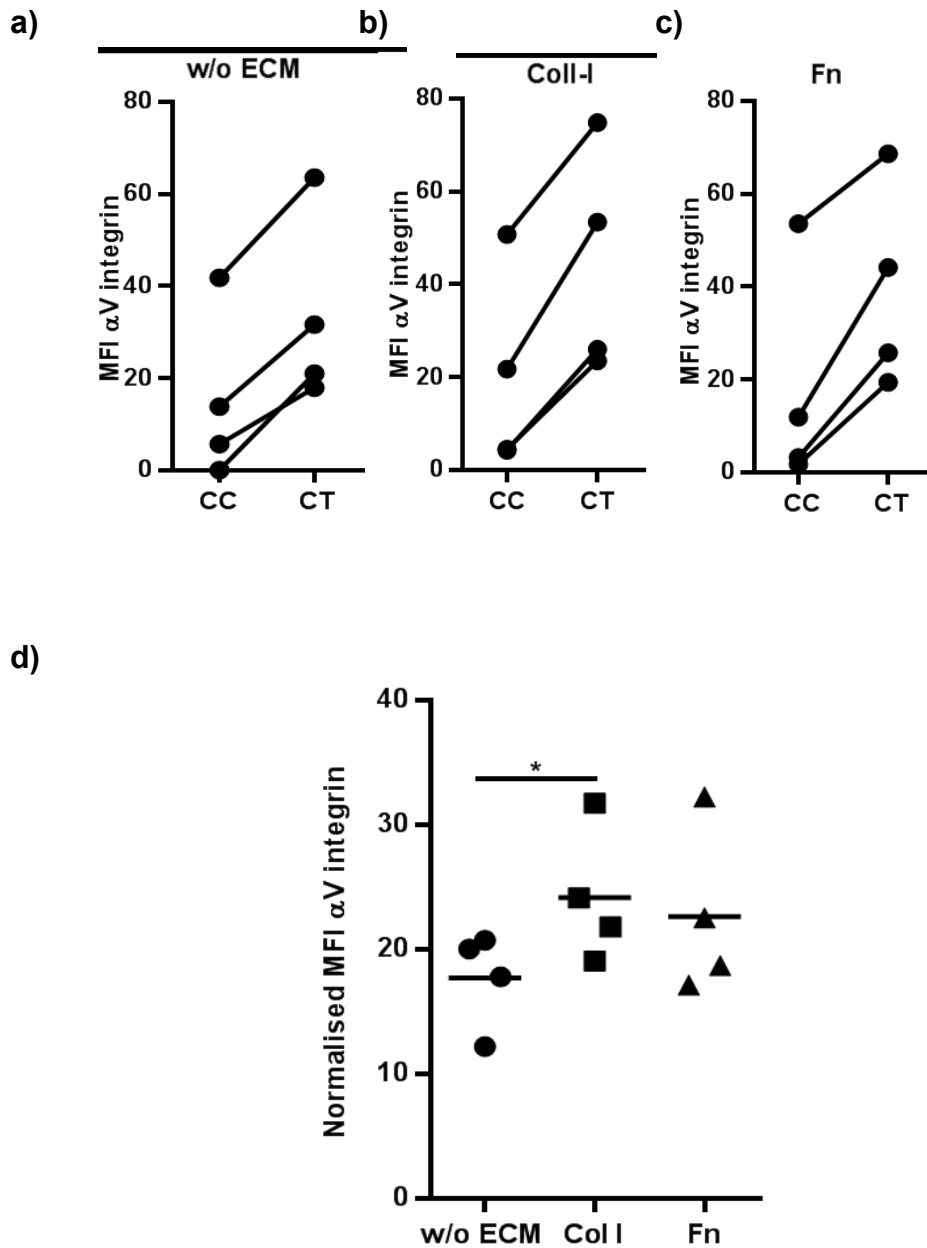 a)
w/o ECM
MFI αV integrin
80
60
40
20
0
CC CT
b)
Coll-I
MFI αV integrin
80
60
40
20
0
CC CT
c)
Fn
MFI αV integrin
80
60
40
20
0
CC CT
d)
Normalised MFI αV integrin
40
30
20
10
0
*
w/o ECM Col I Fn